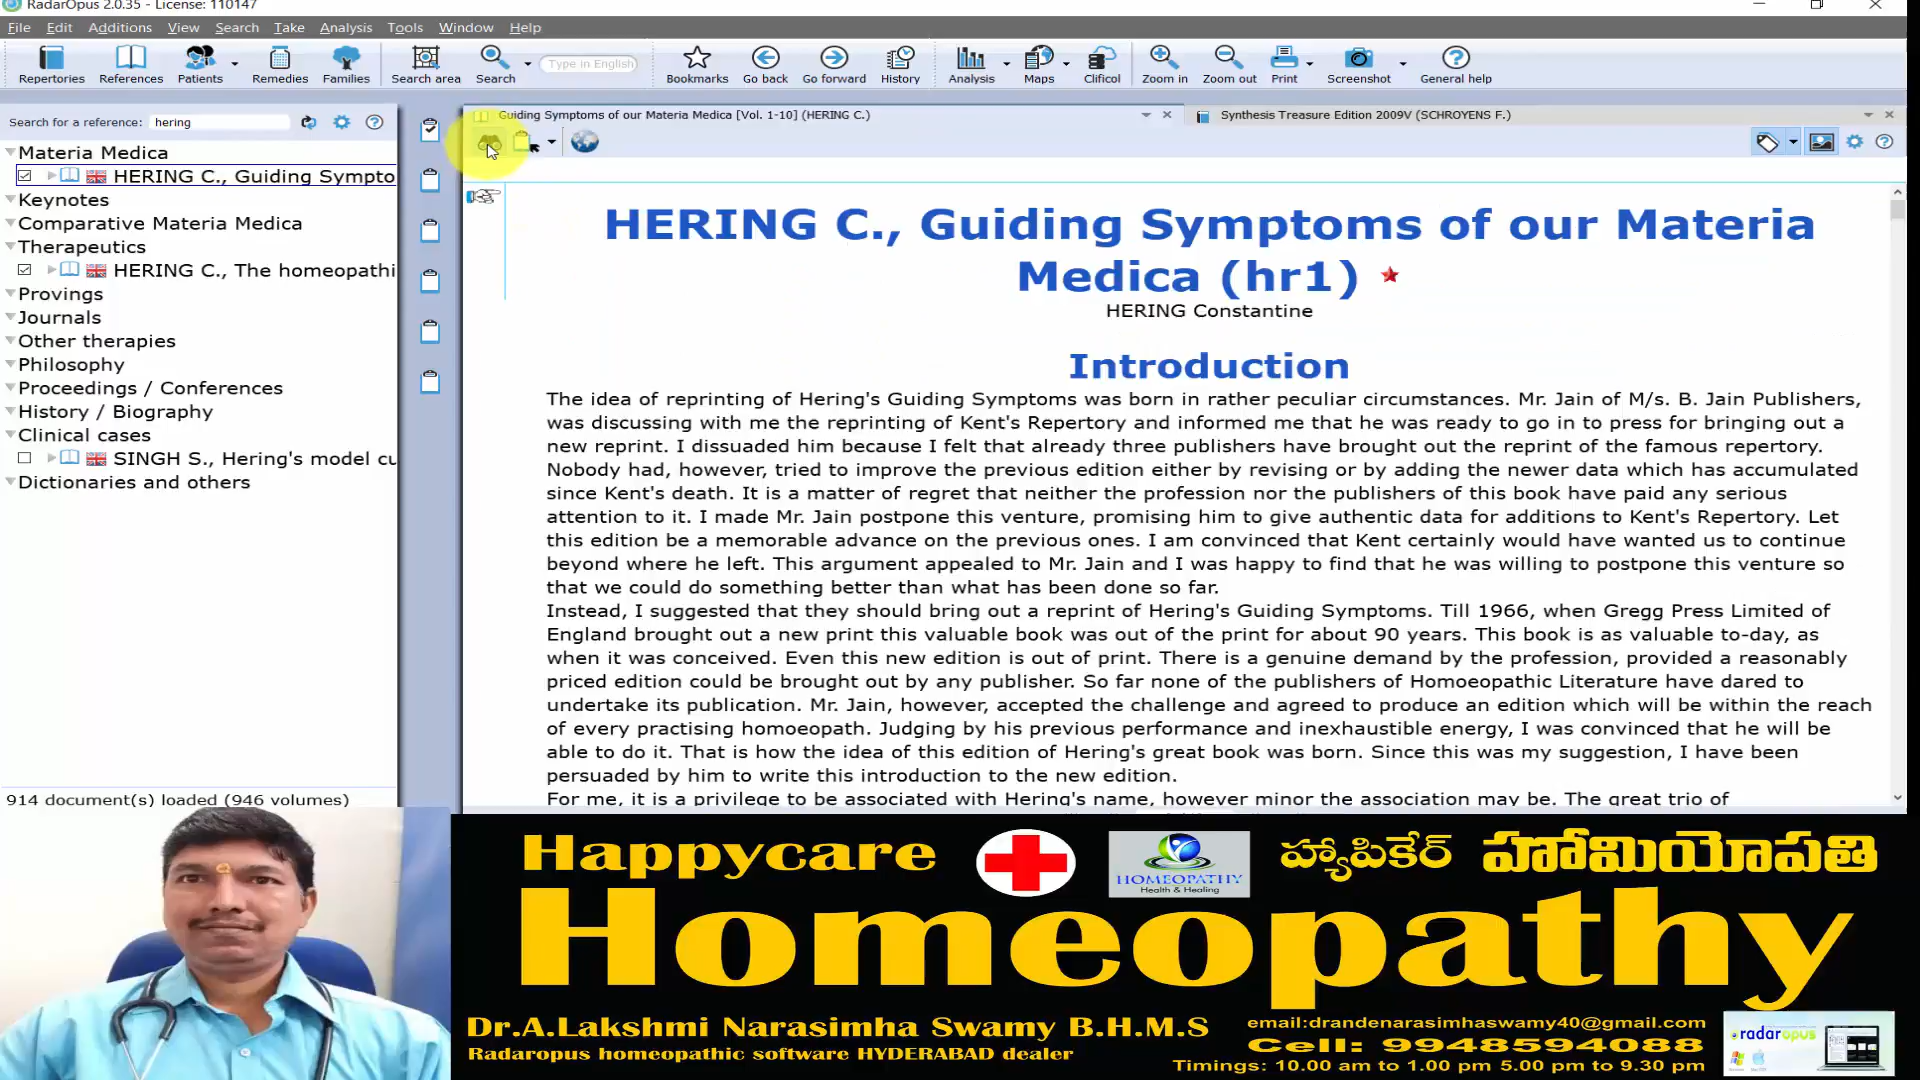 RadarOpus 2.0.35 - License: 110147
File Edit Additions View Search Take Analysis Tools Window Help
Repertories References Patients Remedies Families Search area Search Type in English Bookmarks Go back Go forward History Analysis Maps Clificol Zoom in Zoom out Print Screenshot General help
Search for a reference: hering
Guiding Symptoms of our Materia Medica [Vol. 1-10] (HERING C.)
Synthesis Treasure Edition 2009V (SCHROYENS F.)
Materia Medica
HERING C., Guiding Sympto
Keynotes
Comparative Materia Medica
Therapeutics
HERING C., The homeopathi
Provings
Journals
Other therapies
Philosophy
Proceedings / Conferences
History / Biography
Clinical cases
SINGH S., Hering's model cu
Dictionaries and others
914 document(s) loaded (946 volumes)
HERING C., Guiding Symptoms of our Materia
Medica (hr1)
HERING Constantine
Introduction
The idea of reprinting of Hering's Guiding Symptoms was born in rather peculiar circumstances. Mr. Jain of M/s. B. Jain Publishers,
was discussing with me the reprinting of Kent's Repertory and informed me that he was ready to go in to press for bringing out a
new reprint. I dissuaded him because I felt that already three publishers have brought out the reprint of the famous repertory.
Nobody had, however, tried to improve the previous edition either by revising or by adding the newer data which has accumulated
since Kent's death. It is a matter of regret that neither the profession nor the publishers of this book have paid any serious
attention to it. I made Mr. Jain postpone this venture, promising him to give authentic data for additions to Kent's Repertory. Let
this edition be a memorable advance on the previous ones. I am convinced that Kent certainly would have wanted us to continue
beyond where he left. This argument appealed to Mr. Jain and I was happy to find that he was willing to postpone this venture so
that we could do something better than what has been done so far.
Instead, I suggested that they should bring out a reprint of Hering's Guiding Symptoms. Till 1966, when Gregg Press Limited of
England brought out a new print this valuable book was out of the print for about 90 years. This book is as valuable to-day, as
when it was conceived. Even this new edition is out of print. There is a genuine demand by the profession, provided a reasonably
priced edition could be brought out by any publisher. So far none of the publishers of Homoeopathic Literature have dared to
undertake its publication. Mr. Jain, however, accepted the challenge and agreed to produce an edition which will be within the reach
of every practising homoeopath. Judging by his previous performance and inexhaustible energy, I was convinced that he will be
able to do it. That is how the idea of this edition of Hering's great book was born. Since this was my suggestion, I have been
persuaded by him to write this introduction to the new edition.
For me, it is a privilege to be associated with Hering's name, however minor the association may be. The great trio of
Happycare
HOMEOPATHY
Health & Healing
హ్యాపికేర్ హోమియోపతి
Homeopathy
Dr.A.Lakshmi Narasimha Swamy B.H.M.S
Radaropus homeopathic software HYDERABAD dealer
email:drandenarasimhaswamy40@gmail.com
Cell: 9948594088
Timings: 10.00 am to 1.00 pm 5.00 pm to 9.30 pm
radaropus